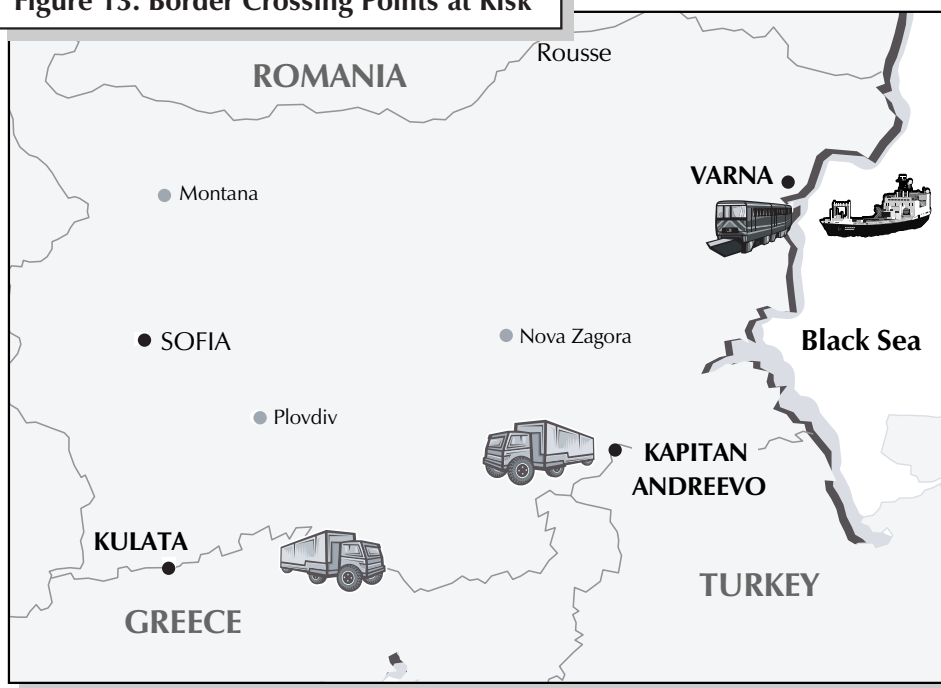 Figure 13. Border Crossing Points at Risk
Rousse
ROMANIA
VARNA
Montana
SOFIA
Nova Zagora
Black Sea
Plovdiv
KAPITAN
ANDREEVO
KULATA
TURKEY
GREECE